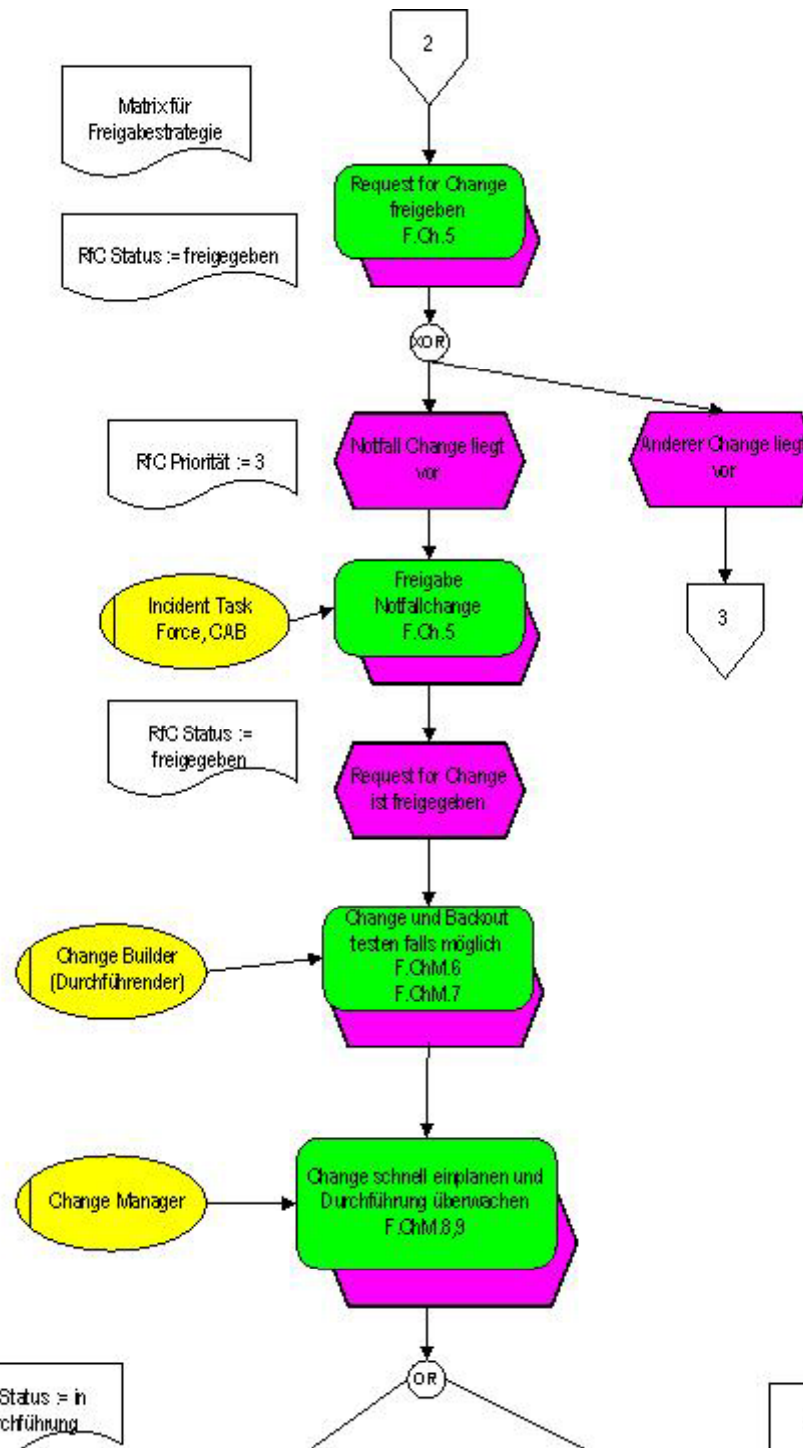 2
Matrix für
Freigabestrategie
Request for Change
freigeben
F.Ch.5
RfC Status := freigegeben
XOR
RfC Priorität := 3
Notfall Change liegt
vor
Anderer Change liegt
vor
Incident Task
Force, CAB
Freigabe
Notfallchange
F.Ch.5
3
RfC Status :=
freigegeben
Request for Change
ist freigegeben
Change Builder
(Durchführender)
Change und Backout
testen falls möglich
F.ChM.6
F.ChM.7
Change Manager
Change schnell einplanen und
Durchführung überwachen
F.ChM.8,9
OR
Status := in
rchführung